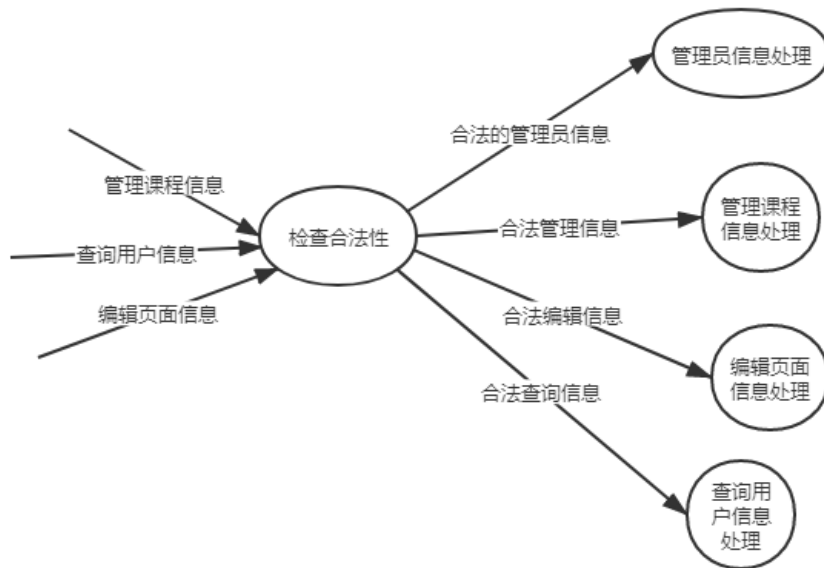 管理员信息处理
合法的管理员信息
管理课程信息
管理课程
信息处理
合法管理信息
检查合法性
查询用户信息
编辑页面信息
合法编辑信息
编辑页面
信息处理
合法查询信息
查询用
户信息
处理